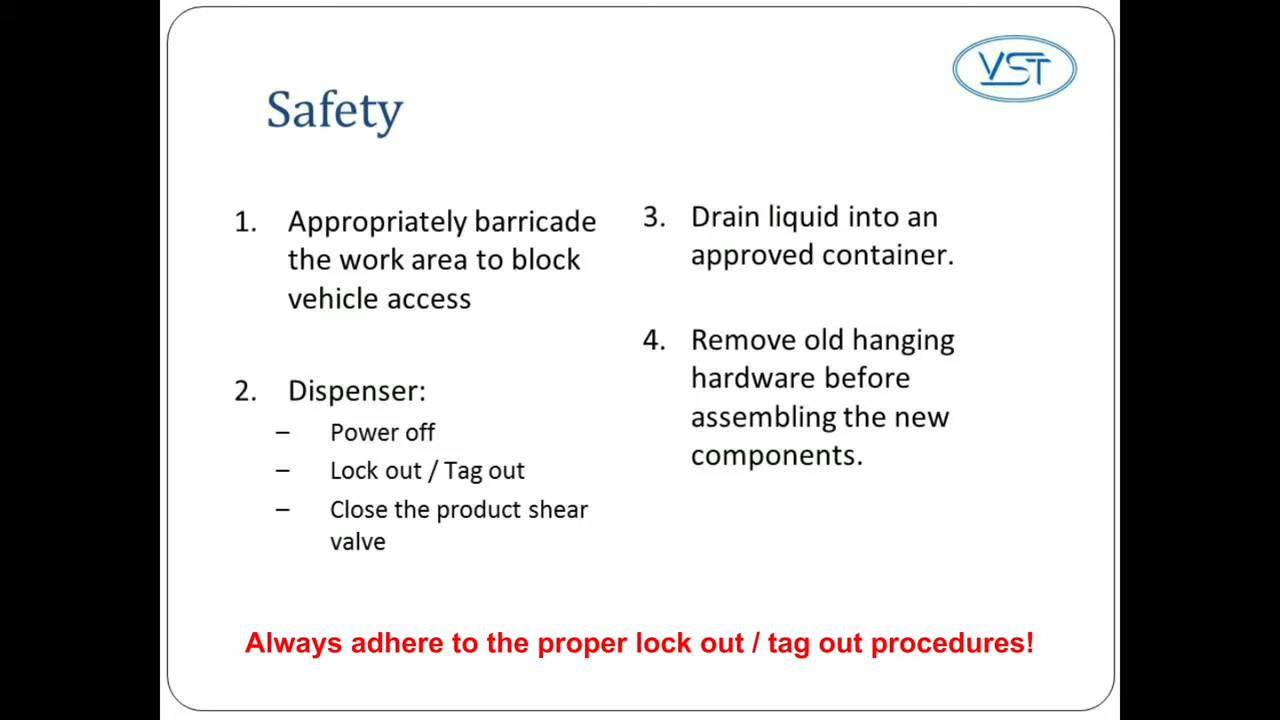 VST
Safety
1. Appropriately barricade
the work area to block
vehicle access
2. Dispenser:
– Power off
– Lock out / Tag out
– Close the product shear
valve
3. Drain liquid into an
approved container.
4. Remove old hanging
hardware before
assembling the new
components.
Always adhere to the proper lock out / tag out procedures!